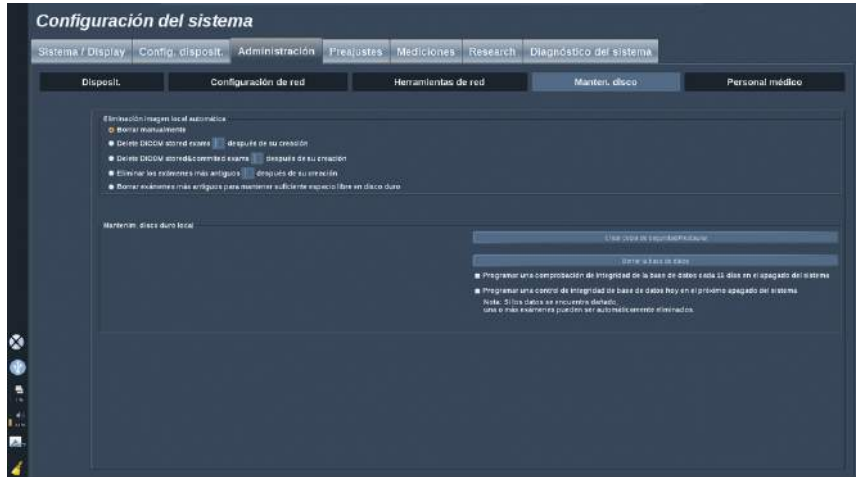 Configuración del sistema
Sistema / Display Config. disposit. Administración Preajustes Mediciones Research Diagnóstico del sistema
Disposit. Configuración de red Herramientas de red Manten. disco Personal médico
Eliminación imagen local automática
Borrar manualmente
Delete DICOM stored exams después de su creación
Delete DICOM stored&commited exams después de su creación
Eliminar los exámenes más antiguos después de su creación
Borrar exámenes más antiguos para mantener suficiente espacio libre en disco duro
Mantenim. disco duro local
Crear copia de seguridad/Restaurar
Borrar la base de datos
Programar una comprobación de integridad de la base de datos cada 11 días en el apagado del sistema
Programar una control de integridad de base de datos hoy en el próximo apagado del sistema
Nota: Si los datos se encuentra dañado,
una o más exámenes pueden ser automáticamente eliminados.